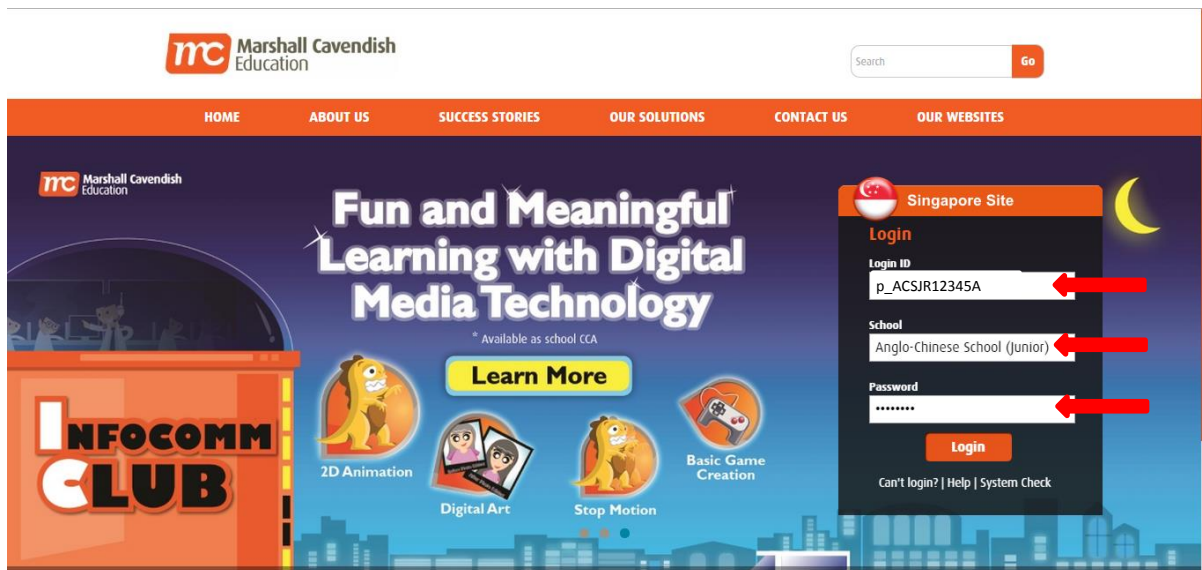 mc Marshall Cavendish
Education
Search
Go
HOME ABOUT US SUCCESS STORIES OUR SOLUTIONS CONTACT US OUR WEBSITES
mc Marshall Cavendish
Education
Fun and Meaningful
Learning with Digital
Media Technology
* Available as school CCA
Learn More
INFOCOMM
CLUB
2D Animation
Digital Art
Stop Motion
Basic Game
Creation
Singapore Site
Login
Login ID
p_ACSJR12345A
School
Anglo-Chinese School (Junior)
Password
••••••••
Login
Can't login? | Help | System Check